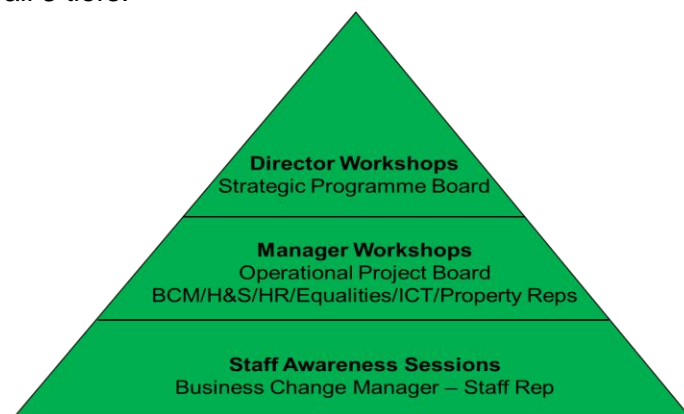 Director Workshops
Strategic Programme Board
Manager Workshops
Operational Project Board
BCM/H&S/HR/Equalities/ICT/Property Reps
Staff Awareness Sessions
Business Change Manager – Staff Rep